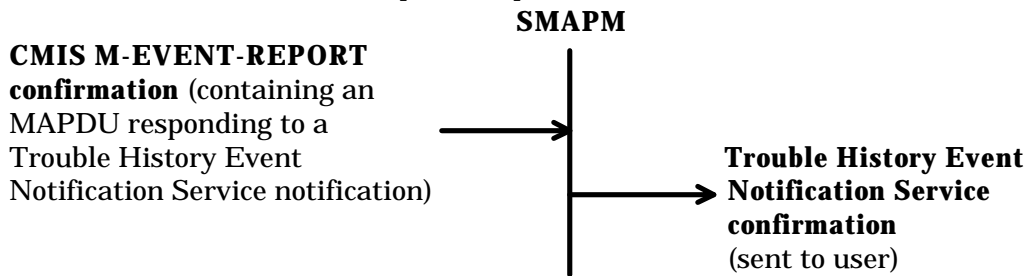 SMAPM
CMIS M-EVENT-REPORT
confirmation (containing an
MAPDU responding to a
Trouble History Event
Notification Service notification)
Trouble History Event
Notification Service
confirmation
(sent to user)